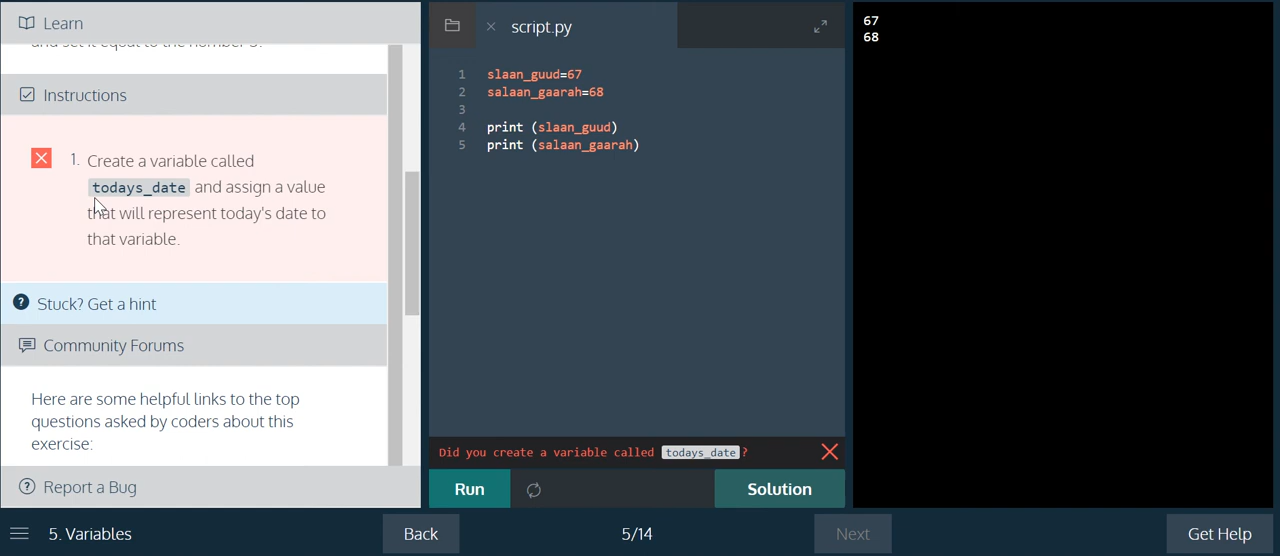 Learn
and set it equal to the number 5.
Instructions
1. Create a variable called
todays_date and assign a value
that will represent today's date to
that variable.
Stuck? Get a hint
Community Forums
Here are some helpful links to the top
questions asked by coders about this
exercise:
Report a Bug
script.py
1 slaan_guud=67
2 salaan_gaarah=68
3
4 print (slaan_guud)
5 print (salaan_gaarah)
Did you create a variable called todays_date?
Run
Solution
67
68
5. Variables
Back
5/14
Next
Get Help